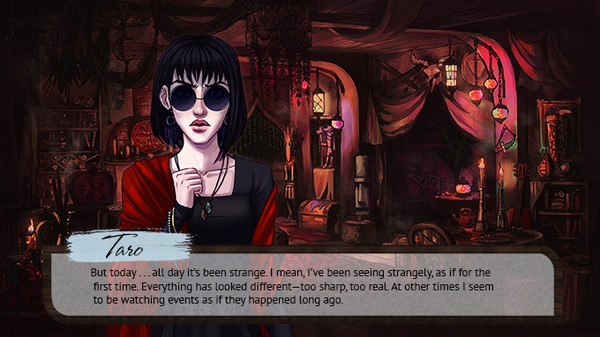 Taro
But today . . . all day it's been strange. I mean, I've been seeing strangely, as if for the
first time. Everything has looked different—too sharp, too real. At other times I seem
to be watching events as if they happened long ago.